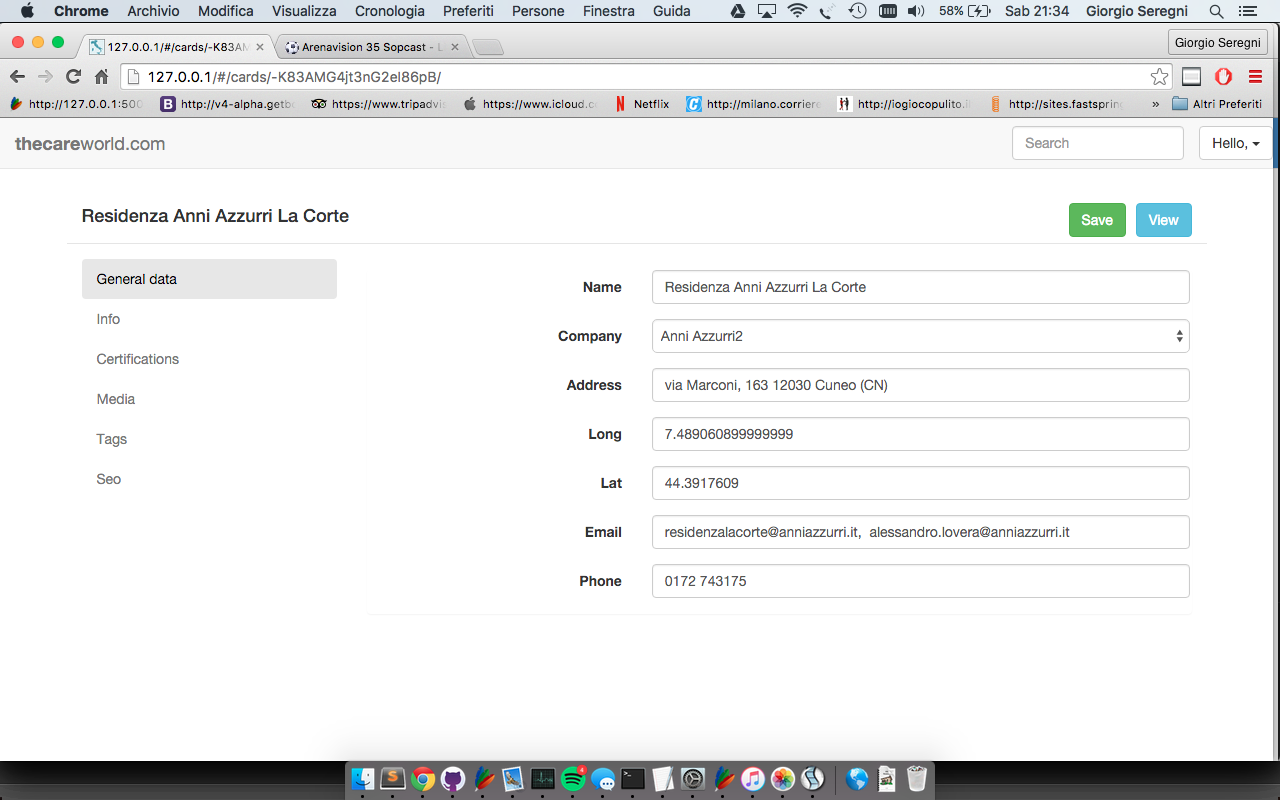 Chrome Archivio Modifica Visualizza Cronologia Preferiti Persone Finestra Guida 58% Sab 21:34 Giorgio Seregni
127.0.0.1/#/cards/-K83AM Arenavision 35 Sopcast - L Giorgio Seregni
127.0.0.1/#/cards/-K83AMG4jt3nG2el86pB/
http://127.0.0.1:500 B http://v4-alpha.getbo https://www.tripadvis https://www.icloud.c Netflix http://milano.corriere http://iogiocopulito.i http://sites.fastspring » Altri Preferiti
thecareworld.com Search Hello,
Residenza Anni Azzurri La Corte Save View
General data
Info
Certifications
Media
Tags
Seo
Name Residenza Anni Azzurri La Corte
Company Anni Azzurri2
Address via Marconi, 163 12030 Cuneo (CN)
Long 7.489060899999999
Lat 44.3917609
Email residenzalacorte@anniazzurri.it, alessandro.lovera@anniazzurri.it
Phone 0172 743175